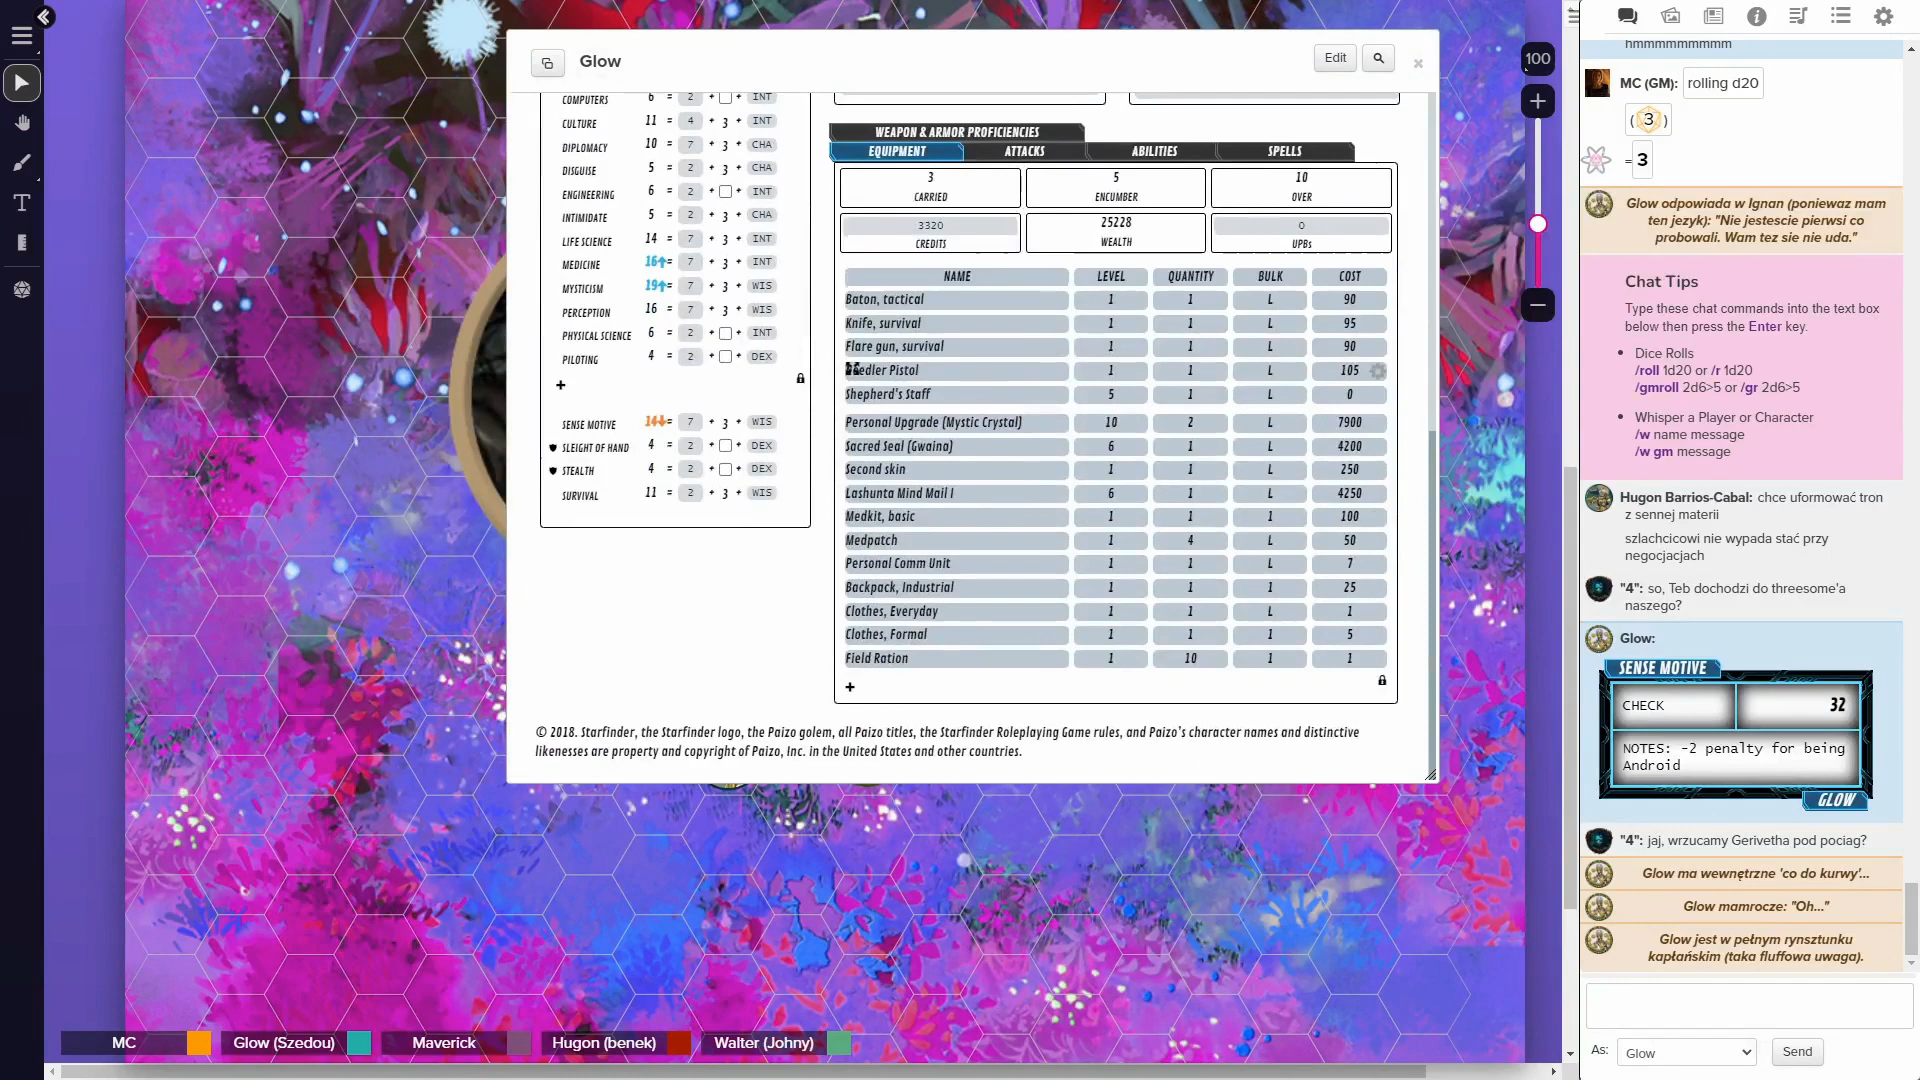 Glow
Edit
COMPUTERS 6 = 2 + + INT
CULTURE 11 = 4 + 3 + INT
DIPLOMACY 10 = 7 + 3 + CHA
DISGUISE 5 = 2 + 3 + CHA
ENGINEERING 6 = 2 + + INT
INTIMIDATE 5 = 2 + 3 + CHA
LIFE SCIENCE 14 = 7 + 3 + INT
MEDICINE 16 = 7 + 3 + INT
MYSTICISM 19 = 7 + 3 + WIS
PERCEPTION 16 = 7 + 3 + WIS
PHYSICAL SCIENCE 6 = 2 + + INT
PILOTING 4 = 2 + + DEX
+
SENSE MOTIVE 14 = 7 + 3 + WIS
SLEIGHT OF HAND 4 = 2 + + DEX
STEALTH 4 = 2 + + DEX
SURVIVAL 11 = 2 + 3 + WIS
WEAPON & ARMOR PROFICIENCIES
EQUIPMENT ATTACKS ABILITIES SPELLS
3 5 10
CARRIED ENCUMBER OVER
3320 25228 0
CREDITS WEALTH UPBs
NAME LEVEL QUANTITY BULK COST
Baton, tactical 1 1 L 90
Knife, survival 1 1 L 95
Flare gun, survival 1 1 L 90
edler Pistol 1 1 L 105
Shepherd's Staff 5 1 L 0
Personal Upgrade (Mystic Crystal) 10 2 L 7900
Sacred Seal (Gwaina) 6 1 L 4200
Second skin 1 1 L 250
Lashunta Mind Mail I 6 1 L 4250
Medkit, basic 1 1 1 100
Medpatch 1 4 L 50
Personal Comm Unit 1 1 L 7
Backpack, Industrial 1 1 1 25
Clothes, Everyday 1 1 L 1
Clothes, Formal 1 1 1 5
Field Ration 1 10 1 1
+
© 2018. Starfinder, the Starfinder logo, the Paizo golem, all Paizo titles, the Starfinder Roleplaying Game rules, and Paizo's character names and distinctive
likenesses are property and copyright of Paizo, Inc. in the United States and other countries.
100
MC
Glow (Szedou)
Maverick
Hugon (benek)
Walter (Johny)
hmmmmmmmmm
MC (GM): rolling d20
(3)
=3
Glow odpowiada w Ignan (poniewaz mam
ten jezyk): "Nie jestescie pierwsi co
probowali. Wam tez sie nie uda."
Chat Tips
Type these chat commands into the text box
below then press the Enter key.
• Dice Rolls
/roll 1d20 or /r 1d20
/gmroll 2d6>5 or /gr 2d6>5
• Whisper a Player or Character
/w name message
/w gm message
Hugon Barrios-Cabal: chce uformować tron
z sennej materii
szlachcicowi nie wypada stać przy
negocjacjach
"4": so, Teb dochodzi do threesome'a
naszego?
Glow:
SENSE MOTIVE
CHECK 32
NOTES: -2 penalty for being
Android
GLOW
"4": jaj, wrzucamy Gerivetha pod pociag?
Glow ma wewnętrzne 'co do kurwy'...
Glow mamrocze: "Oh..."
Glow jest w pełnym rynsztunku
kapłańskim (taka fluffowa uwaga).
As: Glow Send